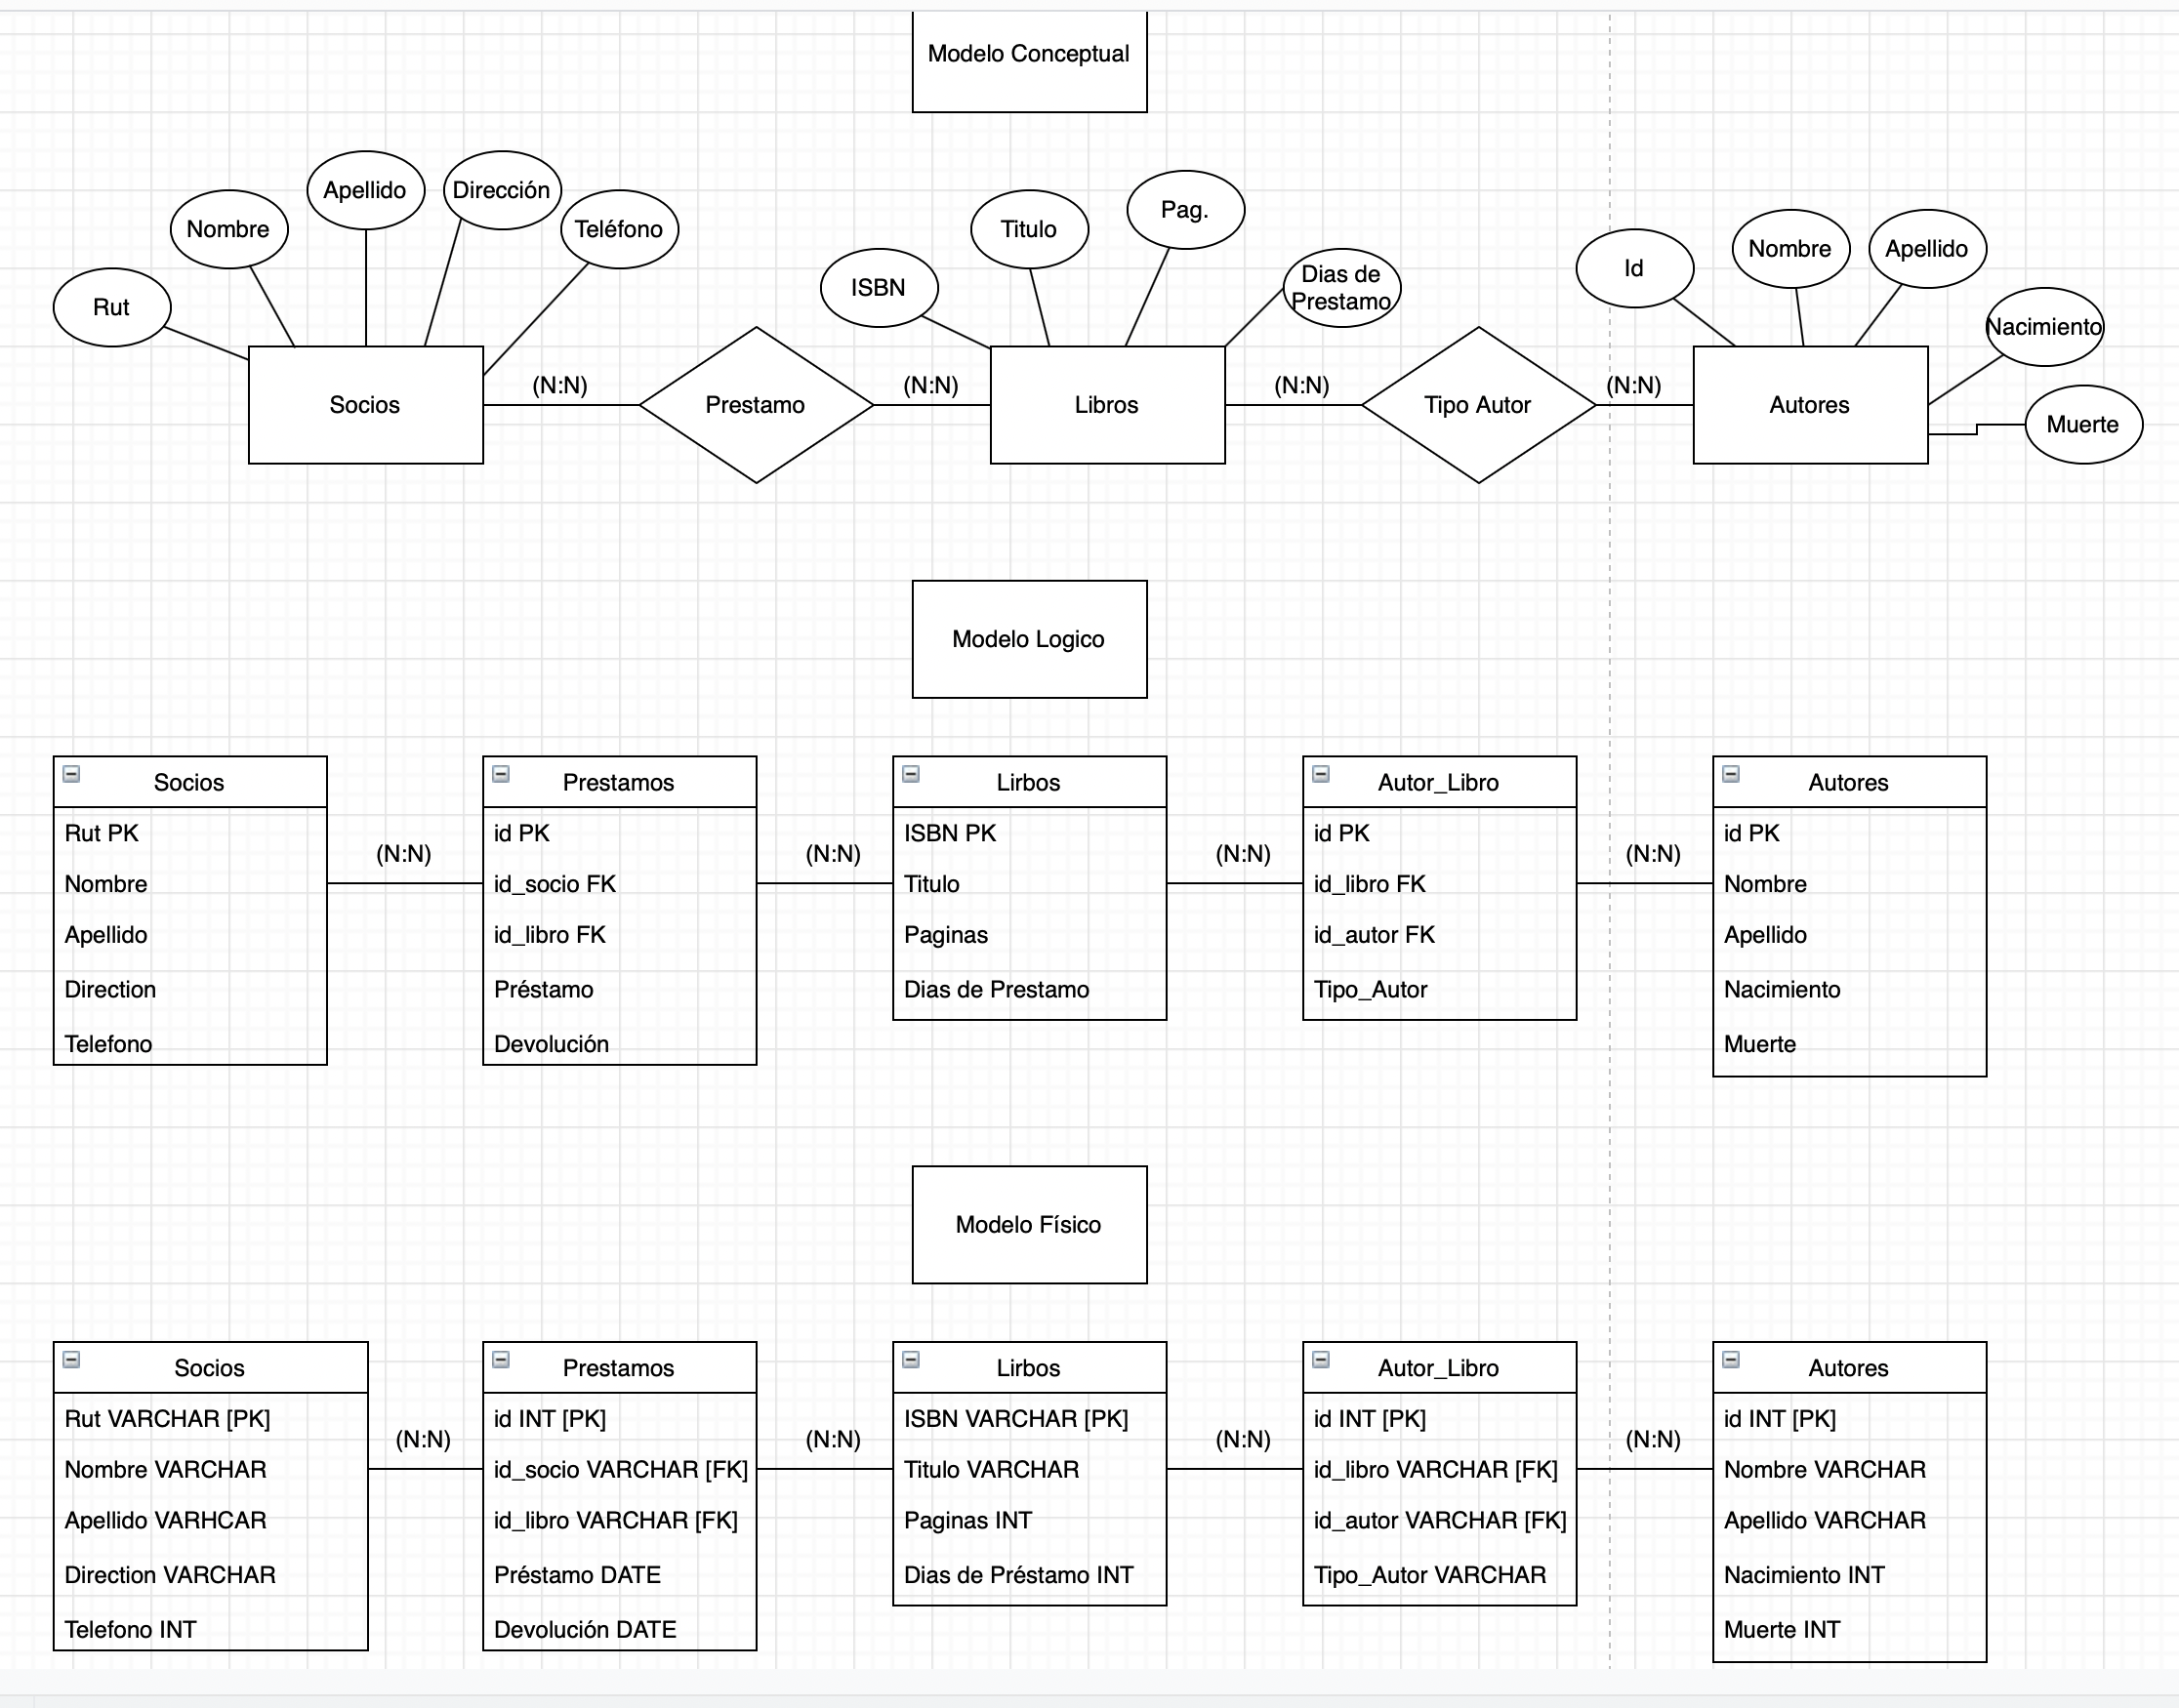 Modelo Conceptual
Rut
Nombre
Apellido
Dirección
Teléfono
ISBN
Titulo
Pag.
Dias de
Prestamo
Id
Nombre
Apellido
Nacimiento
Muerte
Socios
(N:N)
Prestamo
(N:N)
Libros
(N:N)
Tipo Autor
(N:N)
Autores
Modelo Logico
Socios
Rut PK
Nombre
Apellido
Direction
Telefono
(N:N)
Prestamos
id PK
id_socio FK
id_libro FK
Préstamo
Devolución
(N:N)
Lirbos
ISBN PK
Titulo
Paginas
Dias de Prestamo
(N:N)
Autor_Libro
id PK
id_libro FK
id_autor FK
Tipo_Autor
(N:N)
Autores
id PK
Nombre
Apellido
Nacimiento
Muerte
Modelo Físico
Socios
Rut VARCHAR [PK]
Nombre VARCHAR
Apellido VARHCAR
Direction VARCHAR
Telefono INT
(N:N)
Prestamos
id INT [PK]
id_socio VARCHAR [FK]
id_libro VARCHAR [FK]
Préstamo DATE
Devolución DATE
(N:N)
Lirbos
ISBN VARCHAR [PK]
Titulo VARCHAR
Paginas INT
Dias de Préstamo INT
(N:N)
Autor_Libro
id INT [PK]
id_libro VARCHAR [FK]
id_autor VARCHAR [FK]
Tipo_Autor VARCHAR
(N:N)
Autores
id INT [PK]
Nombre VARCHAR
Apellido VARCHAR
Nacimiento INT
Muerte INT